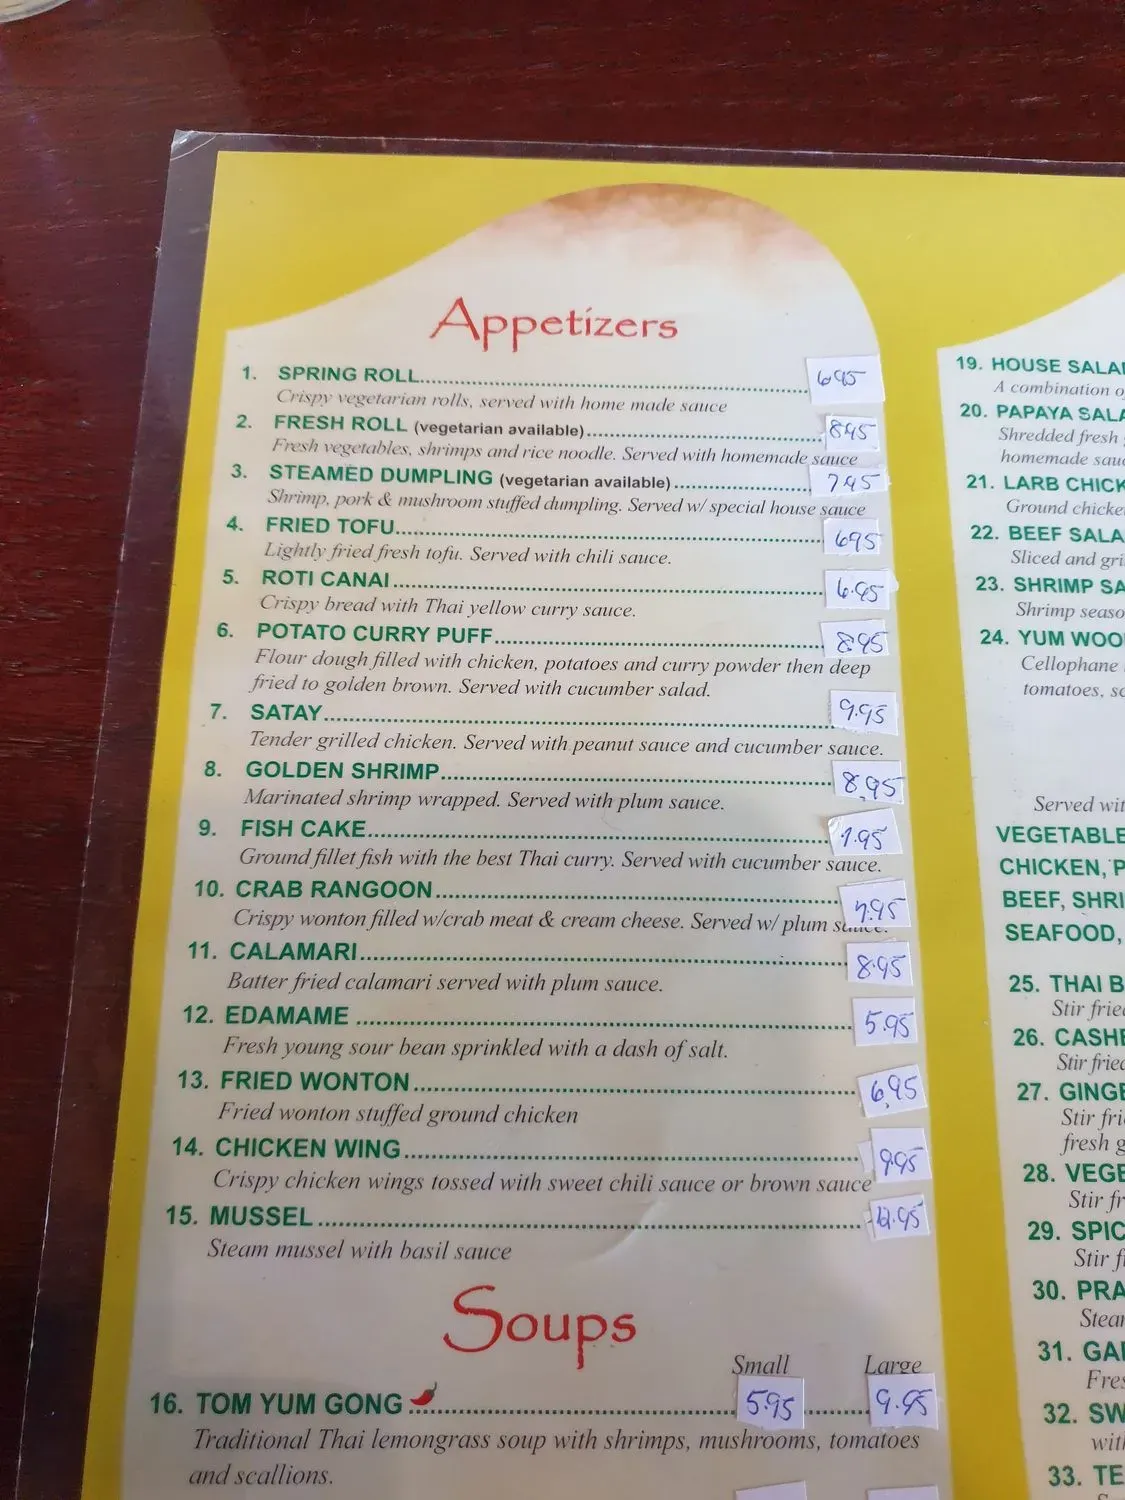 Appetizers
1. SPRING ROLL 6.95
Crispy vegetarian rolls, served with home made sauce
2. FRESH ROLL (vegetarian available) 8.95
Fresh vegetables, shrimps and rice noodle. Served with homemade sauce
3. STEAMED DUMPLING (vegetarian available) 7.95
Shrimp, pork & mushroom stuffed dumpling. Served w/ special house sauce
4. FRIED TOFU 6.95
Lightly fried fresh tofu. Served with chili sauce.
5. ROTI CANAI 6.95
Crispy bread with Thai yellow curry sauce.
6. POTATO CURRY PUFF 8.95
Flour dough filled with chicken, potatoes and curry powder then deep
fried to golden brown. Served with cucumber salad.
7. SATAY 9.95
Tender grilled chicken. Served with peanut sauce and cucumber sauce.
8. GOLDEN SHRIMP 8.95
Marinated shrimp wrapped. Served with plum sauce.
9. FISH CAKE 7.95
Ground fillet fish with the best Thai curry. Served with cucumber sauce.
10. CRAB RANGOON 7.95
Crispy wonton filled w/crab meat & cream cheese. Served w/ plum sauce.
11. CALAMARI 8.95
Batter fried calamari served with plum sauce.
12. EDAMAME 5.95
Fresh young sour bean sprinkled with a dash of salt.
13. FRIED WONTON 6.95
Fried wonton stuffed ground chicken
14. CHICKEN WING 9.95
Crispy chicken wings tossed with sweet chili sauce or brown sauce
15. MUSSEL 12.95
Steam mussel with basil sauce
Soups
Small Large
16. TOM YUM GONG 5.95 9.95
Traditional Thai lemongrass soup with shrimps, mushrooms, tomatoes
and scallions.
19. HOUSE SALA
A combination
20. PAPAYA SALA
Shredded fresh
homemade
21. LARB CHICK
Ground
22. BEEF SALA
Sliced and
23. SHRIMP SA
Shrimp
24. YUM WOO
Cellophane
tomatoes,
Served
VEGETABLE
CHICKEN, P
BEEF, SHRI
SEAFOOD,
25. THAI B
Stir
26. CASHE
Stir
27. GING
Stir
fresh
28. VEGE
Stir
29. SPIC
Stir
30. PRA
Stea
31. GA
Fres
32. SW
wit
33. TE